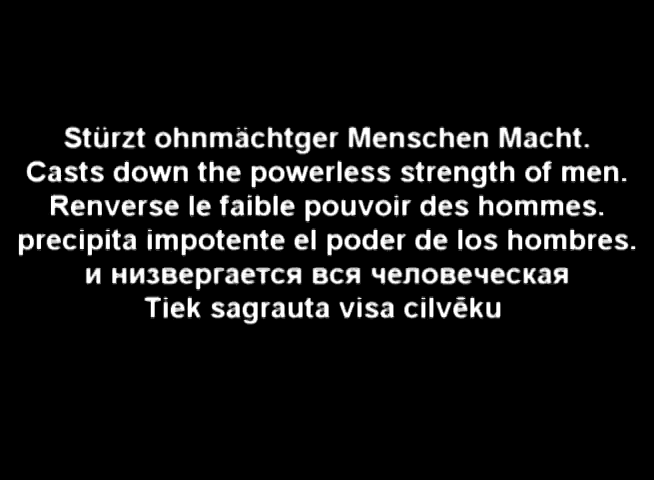 Stürzt ohnmächtger Menschen Macht.
Casts down the powerless strength of men.
Renverse le faible pouvoir des hommes.
precipita impotente el poder de los hombres.
и низвергается вся человеческая
Tiek sagrauta visa cilvēku